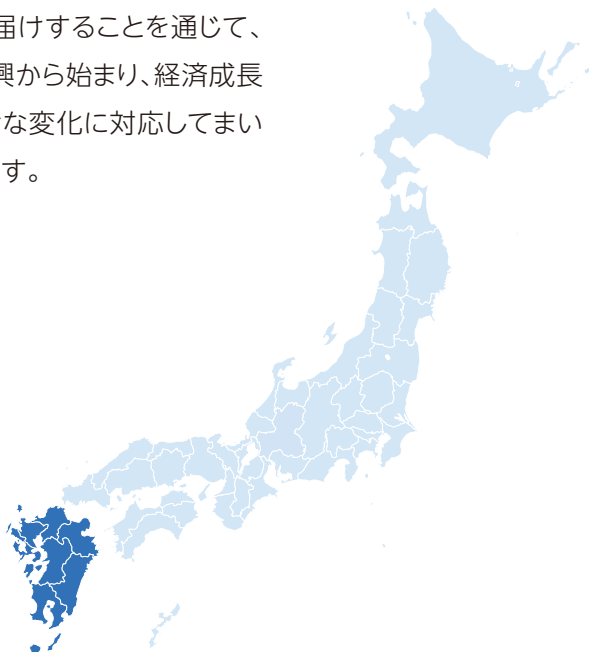 届けすることを通じて、
興から始まり、経済成長
な変化に対応してまい
す。